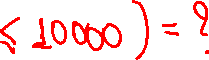 ≤ 10000 ) = ?